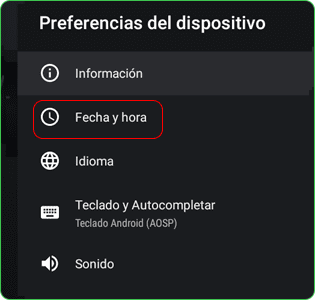 Preferencias del dispositivo
Información
Fecha y hora
Idioma
Teclado y Autocompletar
Teclado Android (AOSP)
Sonido